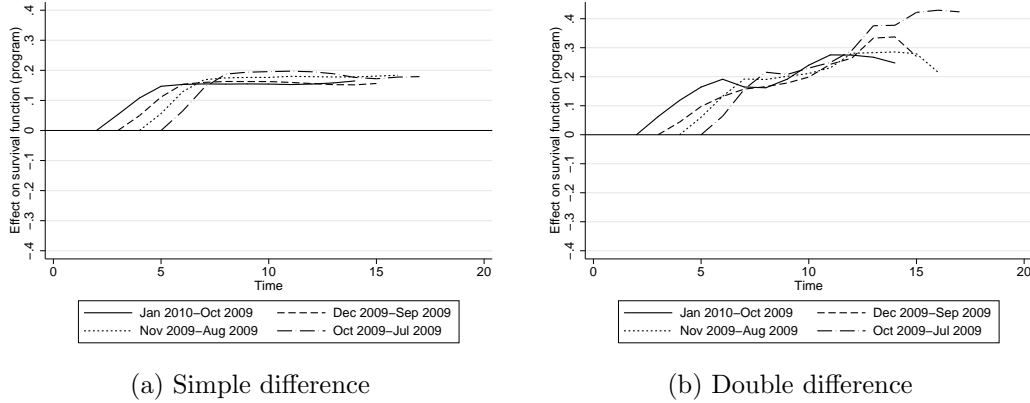 Effect on survival function (program)
.4
.3
.2
.1
0
−.1
−.2
−.3
−.4
0 5 10 15 20
Time
Jan 2010−Oct 2009 Dec 2009−Sep 2009
Nov 2009−Aug 2009 Oct 2009−Jul 2009
(a) Simple difference
Effect on survival function (program)
.4
.3
.2
.1
0
−.1
−.2
−.3
−.4
0 5 10 15 20
Time
Jan 2010−Oct 2009 Dec 2009−Sep 2009
Nov 2009−Aug 2009 Oct 2009−Jul 2009
(b) Double difference